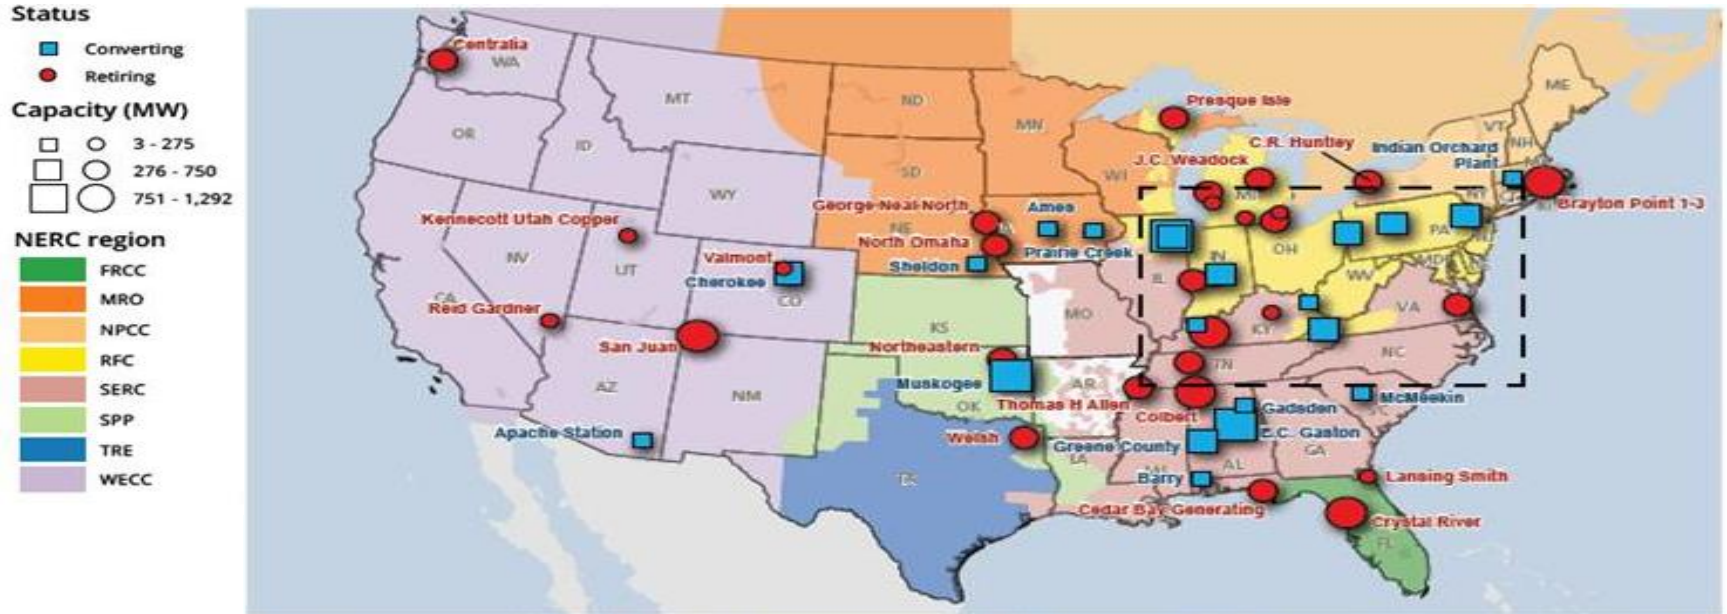 Status
Converting
Retiring
Capacity (MW)
3 - 275
276 - 750
751 - 1,292
NERC region
FRCC
MRO
NPCC
RFC
SERC
SPP
TRE
WECC
Centralia
WA
MT
ND
MN
OR
ID
SD
WI
WY
NE
NV
UT
CA
CO
AZ
NM
KS
OK
MO
AR
IL
IN
OH
KY
TN
WV
VA
NC
PA
NY
ME
VT
NH
MI
AL
GA
LA
FL
TX
Presque Isle
C.R. Huntley
Indian Orchard
Plant
J.C. Weadock
Brayton Point 1-3
George Neal North
Ames
North Omaha
Prairie Creek
Sheldon
Kennecott Utah Copper
Valmont
Cherokee
Reid Gardner
San Juan
Northeastern
Muskogee
Thomas H Allen
Colbert
Gadsden
McMeekin
E.C. Gaston
Greene County
Welsh
Apache Station
Barry
Lansing Smith
Cedar Bay Generating
Crystal River